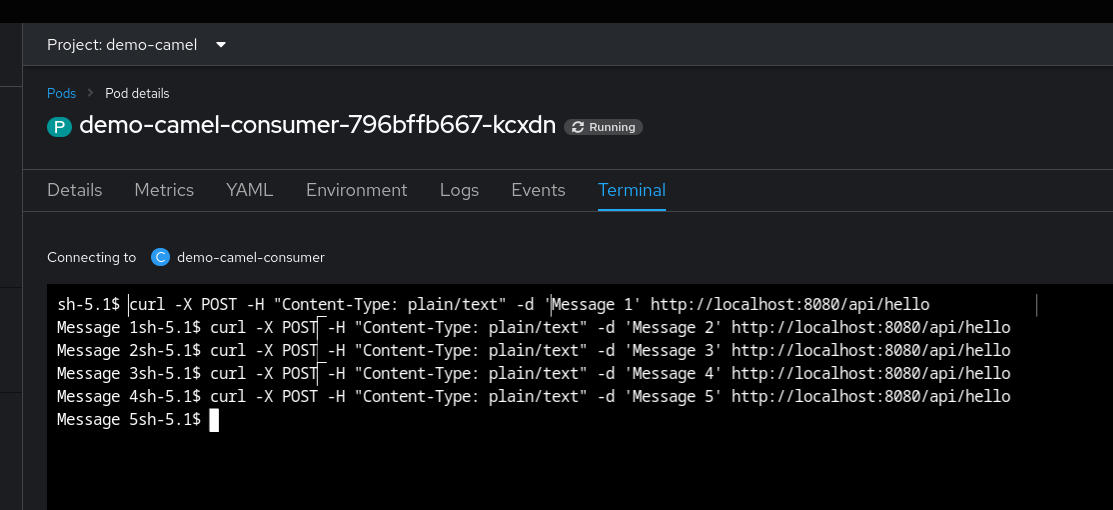 Project: demo-camel
Pods > Pod details
P demo-camel-consumer-796bffb667-kcxdn Running
Details Metrics YAML Environment Logs Events Terminal
Connecting to C demo-camel-consumer
sh-5.1$ curl -X POST -H "Content-Type: plain/text" -d 'Message 1' http://localhost:8080/api/hello
Message 1sh-5.1$ curl -X POST -H "Content-Type: plain/text" -d 'Message 2' http://localhost:8080/api/hello
Message 2sh-5.1$ curl -X POST -H "Content-Type: plain/text" -d 'Message 3' http://localhost:8080/api/hello
Message 3sh-5.1$ curl -X POST -H "Content-Type: plain/text" -d 'Message 4' http://localhost:8080/api/hello
Message 4sh-5.1$ curl -X POST -H "Content-Type: plain/text" -d 'Message 5' http://localhost:8080/api/hello
Message 5sh-5.1$